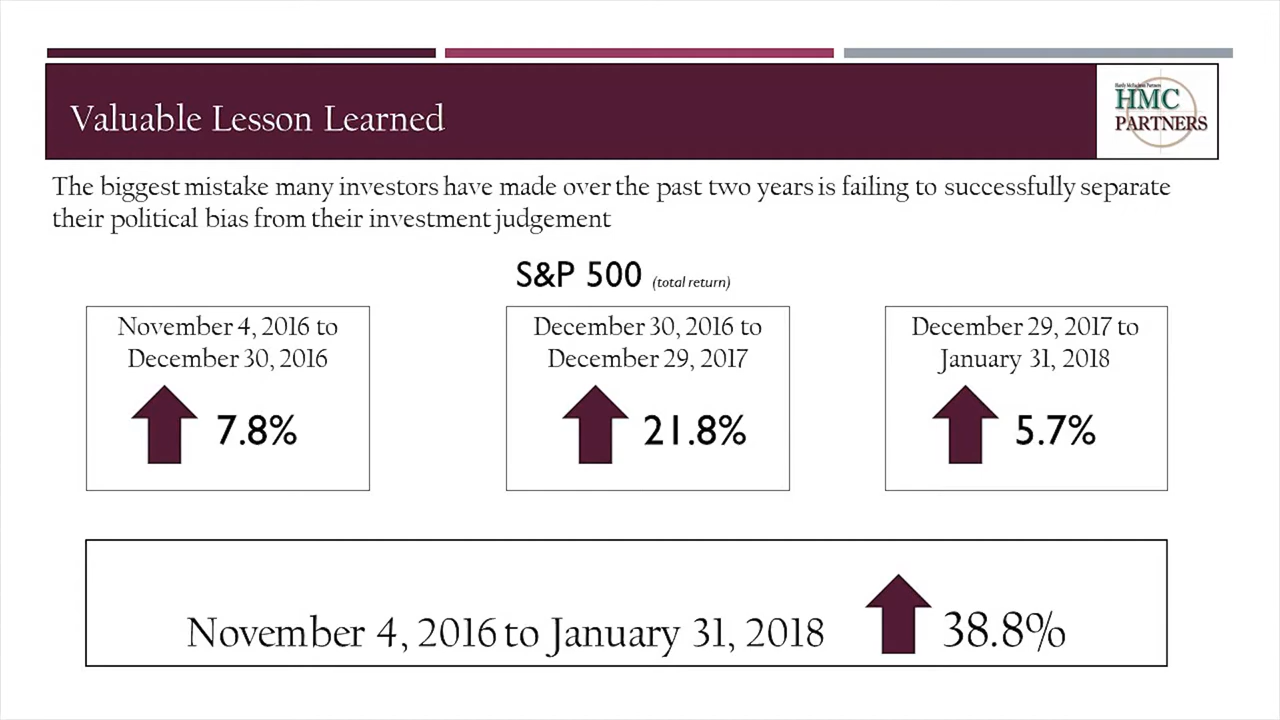 Valuable Lesson Learned
HMC
PARTNERS
The biggest mistake many investors have made over the past two years is failing to successfully separate
their political bias from their investment judgement
S&P 500 (total return)
November 4, 2016 to
December 30, 2016
7.8%
December 30, 2016 to
December 29, 2017
21.8%
December 29, 2017 to
January 31, 2018
5.7%
November 4, 2016 to January 31, 2018 38.8%